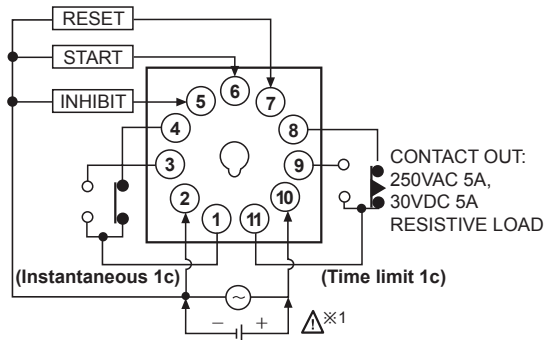 RESET
START
INHIBIT
6
5
7
4
8
3
9
2
10
1
11
CONTACT OUT:
250VAC 5A,
30VDC 5A
RESISTIVE LOAD
(Instantaneous 1c)
(Time limit 1c)
~
− +
※1